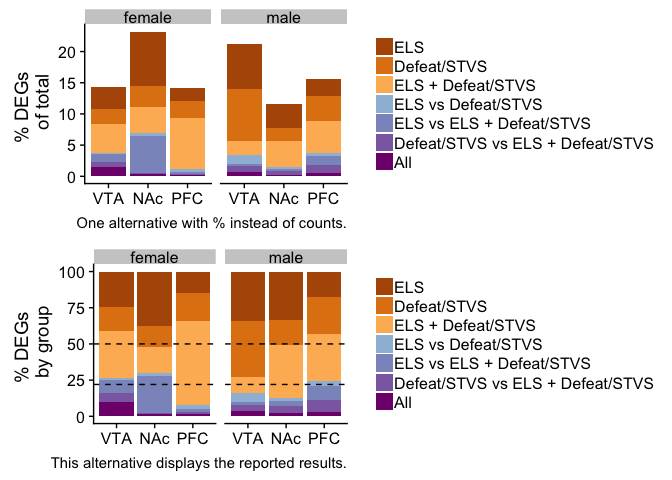 female male
20
15
10
5
0
% DEGs
of total
VTA NAc PFC VTA NAc PFC
One alternative with % instead of counts.
ELS
Defeat/STVS
ELS + Defeat/STVS
ELS vs Defeat/STVS
ELS vs ELS + Defeat/STVS
Defeat/STVS vs ELS + Defeat/STVS
All
female male
100
75
50
25
0
% DEGs
by group
VTA NAc PFC VTA NAc PFC
This alternative displays the reported results.
ELS
Defeat/STVS
ELS + Defeat/STVS
ELS vs Defeat/STVS
ELS vs ELS + Defeat/STVS
Defeat/STVS vs ELS + Defeat/STVS
All